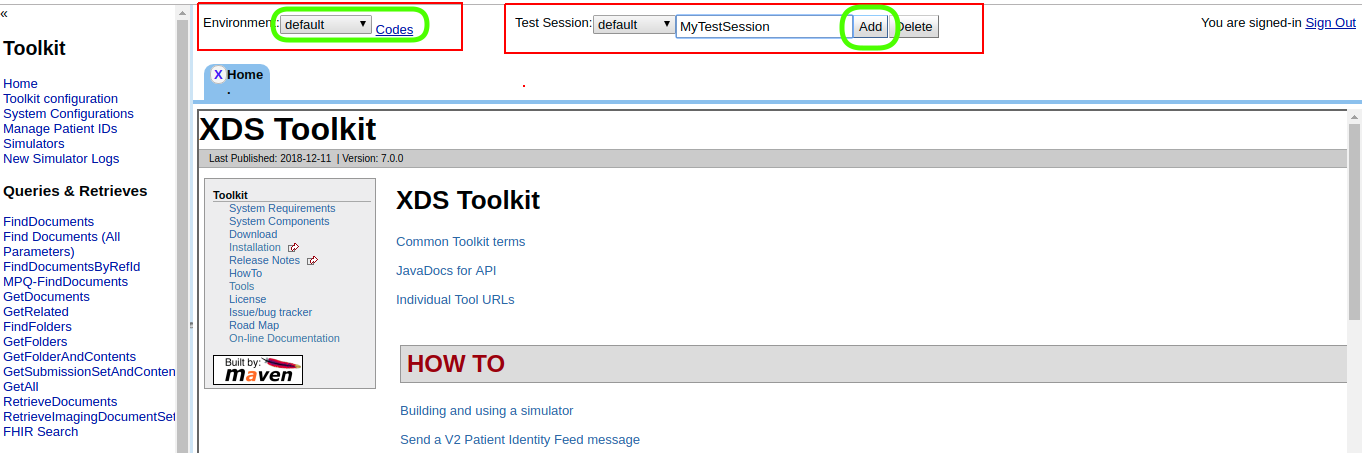 «
Environment: default Codes
Test Session: default MyTestSession Add Delete
You are signed-in Sign Out
Toolkit
Home
Toolkit configuration
System Configurations
Manage Patient IDs
Simulators
New Simulator Logs
Queries & Retrieves
FindDocuments
Find Documents (All
Parameters)
FindDocumentsByRefId
MPQ-FindDocuments
GetDocuments
GetRelated
FindFolders
GetFolders
GetFolderAndContents
GetSubmissionSetAndConten
GetAll
RetrieveDocuments
RetrieveImagingDocumentSet
FHIR Search
X Home
.
XDS Toolkit
Last Published: 2018-12-11 | Version: 7.0.0
Toolkit
System Requirements
System Components
Download
Installation
Release Notes
HowTo
Tools
License
Issue/bug tracker
Road Map
On-line Documentation
Built by:
maven
XDS Toolkit
Common Toolkit terms
JavaDocs for API
Individual Tool URLs
HOW TO
Building and using a simulator
Send a V2 Patient Identity Feed message